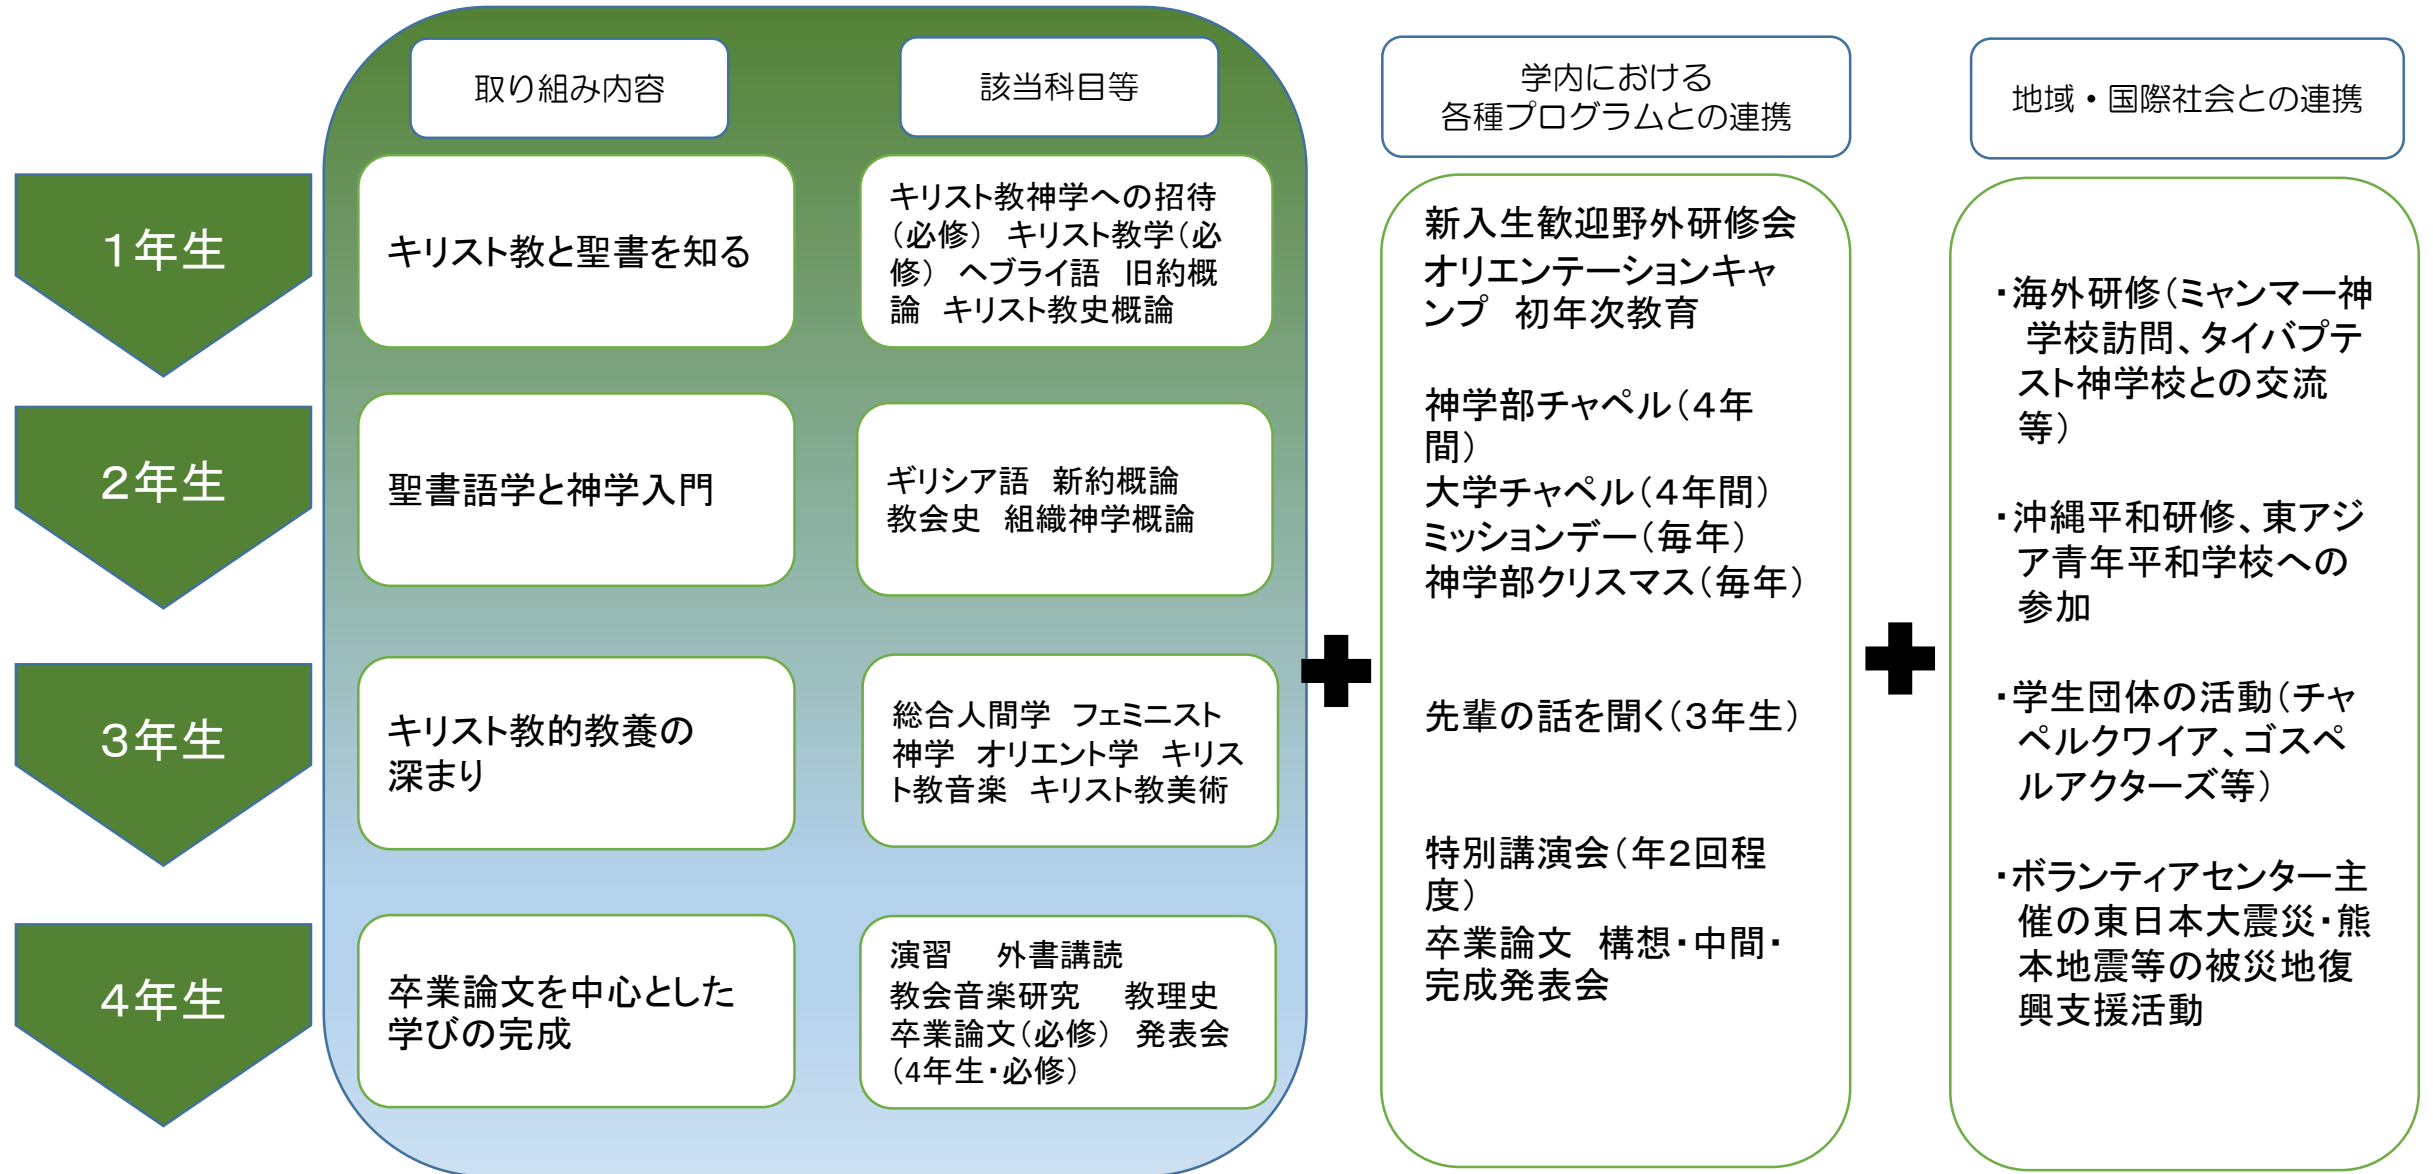 取り組み内容
該当科目等
学内における
各種プログラムとの連携
地域・国際社会との連携
1年生
キリスト教と聖書を知る
キリスト教神学への招待
(必修)　キリスト教学(必
修)　ヘブライ語　旧約概
論　キリスト教史概論
2年生
聖書語学と神学入門
ギリシア語　新約概論
教会史　組織神学概論
3年生
キリスト教的教養の
深まり
総合人間学　フェミニスト
神学　オリエント学　キリス
ト教音楽　キリスト教美術
4年生
卒業論文を中心とした
学びの完成
演習　外書講読
教会音楽研究　教理史
卒業論文(必修)　発表会
(4年生・必修)
新入生歓迎野外研修会
オリエンテーションキャ
ンプ　初年次教育
神学部チャペル(4年
間)
大学チャペル(4年間)
ミッションデー(毎年)
神学部クリスマス(毎年)
先輩の話を聞く(3年生)
特別講演会(年2回程
度)
卒業論文　構想・中間・
完成発表会
・海外研修(ミャンマー神
学校訪問、タイバプテ
スト神学校との交流
等)
・沖縄平和研修、東アジ
ア青年平和学校への
参加
・学生団体の活動(チャ
ペルクワイア、ゴスペ
ルアクターズ等)
・ボランティアセンター主
催の東日本大震災・熊
本地震等の被災地復
興支援活動